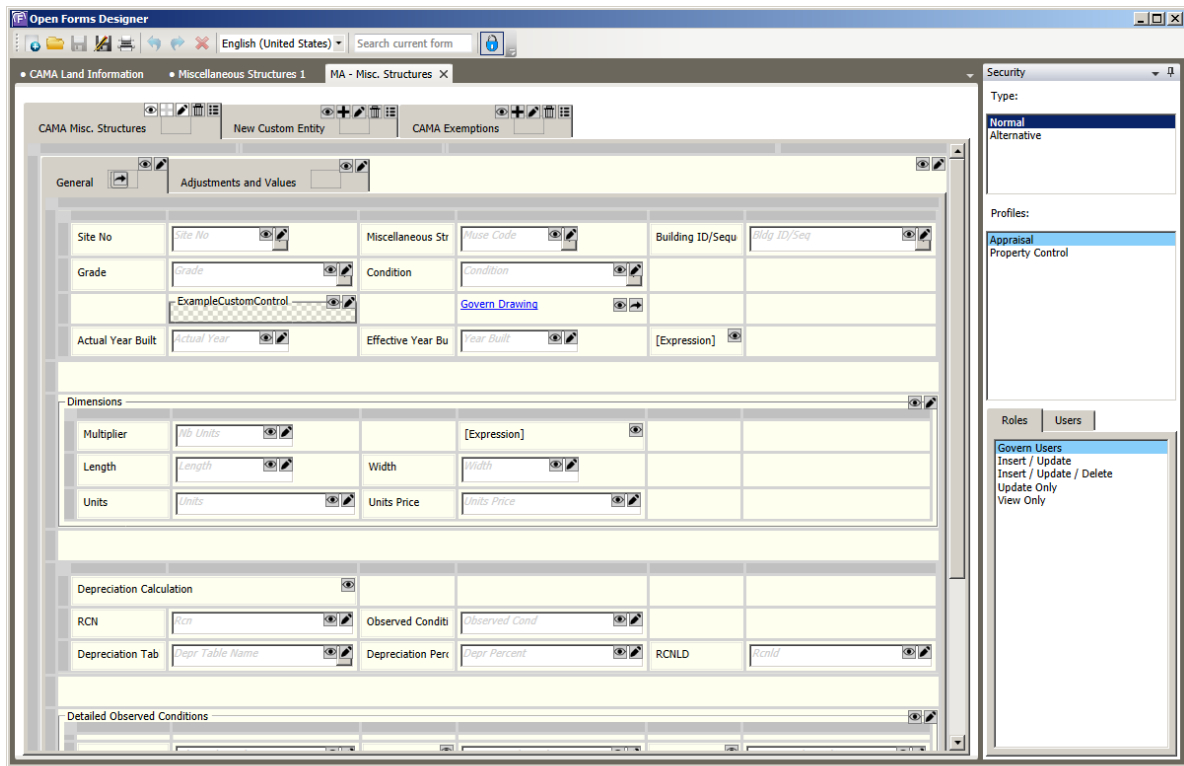 Open Forms Designer
English (United States)
Search current form
CAMA Land Information
Miscellaneous Structures 1
MA - Misc. Structures
CAMA Misc. Structures
New Custom Entity
CAMA Exemptions
General
Adjustments and Values
Site No
Site No
Miscellaneous Str
Muse Code
Building ID/Sequ
Bldg ID/Seq
Grade
Grade
Condition
Condition
ExampleCustomControl
Govern Drawing
Actual Year Built
Actual Year
Effective Year Bu
Year Built
[Expression]
Dimensions
Multiplier
Nb Units
[Expression]
Length
Length
Width
Width
Units
Units
Units Price
Units Price
Depreciation Calculation
RCN
Rcn
Observed Conditi
Observed Cond
Depreciation Tab
Depr Table Name
Depreciation Perc
Depr Percent
RCNLD
Rcnld
Detailed Observed Conditions
Security
Type:
Normal
Alternative
Profiles:
Appraisal
Property Control
Roles
Users
Govern Users
Insert / Update
Insert / Update / Delete
Update Only
View Only